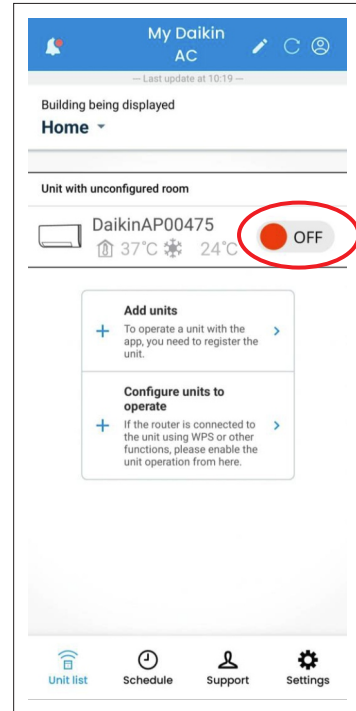 My Daikin
AC
-- Last update at 10:19 --
Building being displayed
Home
Unit with unconfigured room
DaikinAP00475
37°C 24°C
OFF
Add units
To operate a unit with the
app, you need to register the
unit.
Configure units to
operate
If the router is connected to
the unit using WPS or other
functions, please enable the
unit operation from here.
Unit list Schedule Support Settings